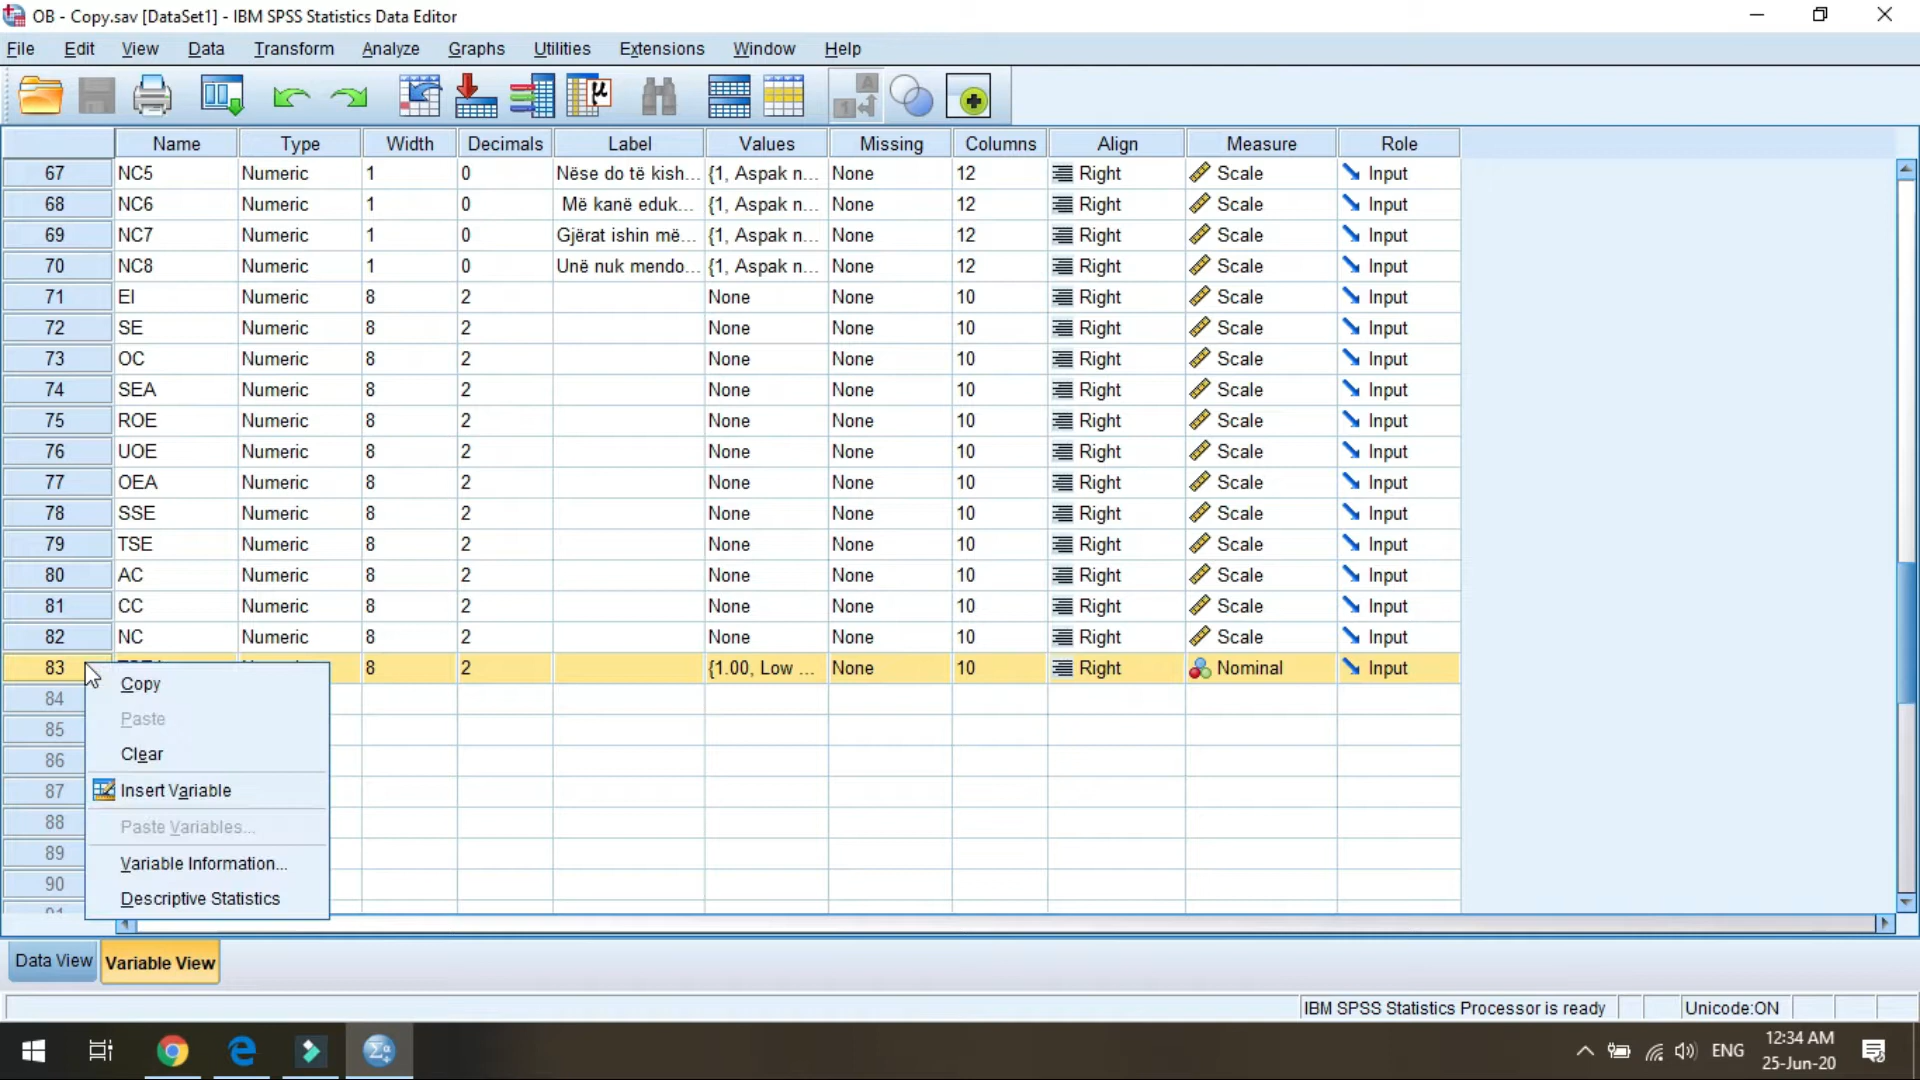 OB - Copy.sav [DataSet1] - IBM SPSS Statistics Data Editor
File Edit View Data Transform Analyze Graphs Utilities Extensions Window Help
Name Type Width Decimals Label Values Missing Columns Align Measure Role
67 NC5 Numeric 1 0 Nëse do të kish... {1, Aspak n... None 12 Right Scale Input
68 NC6 Numeric 1 0 Më kanë eduk... {1, Aspak n... None 12 Right Scale Input
69 NC7 Numeric 1 0 Gjërat ishin më... {1, Aspak n... None 12 Right Scale Input
70 NC8 Numeric 1 0 Unë nuk mendo... {1, Aspak n... None 12 Right Scale Input
71 EI Numeric 8 2 None None 10 Right Scale Input
72 SE Numeric 8 2 None None 10 Right Scale Input
73 OC Numeric 8 2 None None 10 Right Scale Input
74 SEA Numeric 8 2 None None 10 Right Scale Input
75 ROE Numeric 8 2 None None 10 Right Scale Input
76 UOE Numeric 8 2 None None 10 Right Scale Input
77 OEA Numeric 8 2 None None 10 Right Scale Input
78 SSE Numeric 8 2 None None 10 Right Scale Input
79 TSE Numeric 8 2 None None 10 Right Scale Input
80 AC Numeric 8 2 None None 10 Right Scale Input
81 CC Numeric 8 2 None None 10 Right Scale Input
82 NC Numeric 8 2 None None 10 Right Scale Input
83 8 2 {1.00, Low ... None 10 Right Nominal Input
84
85
86
87
88
89
90
Copy
Paste
Clear
Insert Variable
Paste Variables...
Variable Information...
Descriptive Statistics
Data View Variable View
IBM SPSS Statistics Processor is ready Unicode:ON
ENG 12:34 AM
25-Jun-20